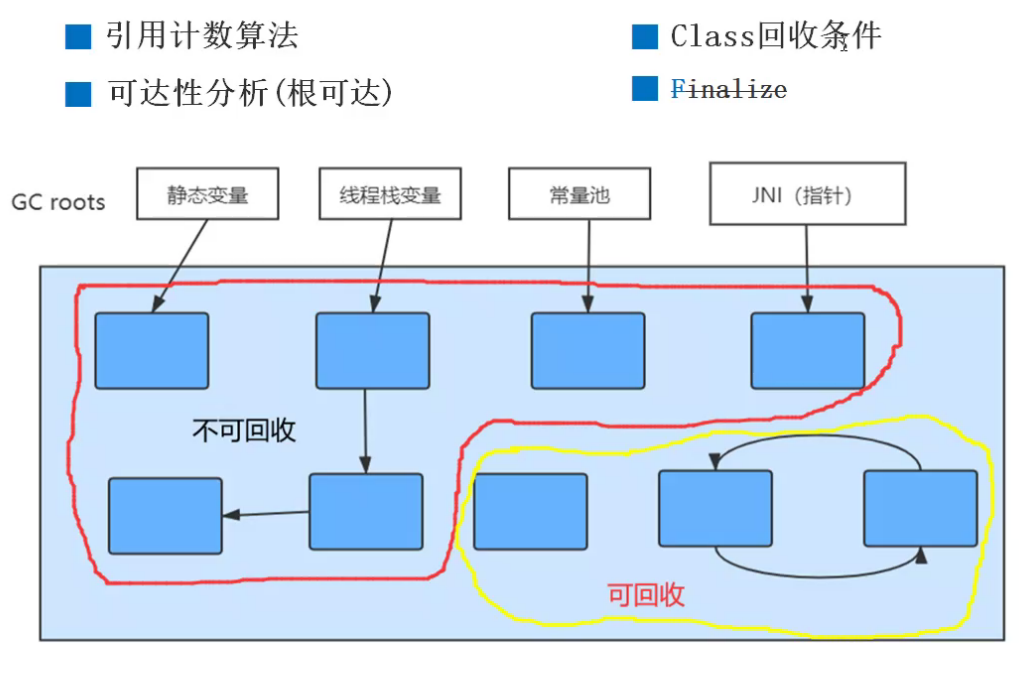 引用计数算法
Class回收条件
可达性分析(根可达)
Finalize
GC roots
静态变量
线程栈变量
常量池
JNI（指针）
不可回收
可回收